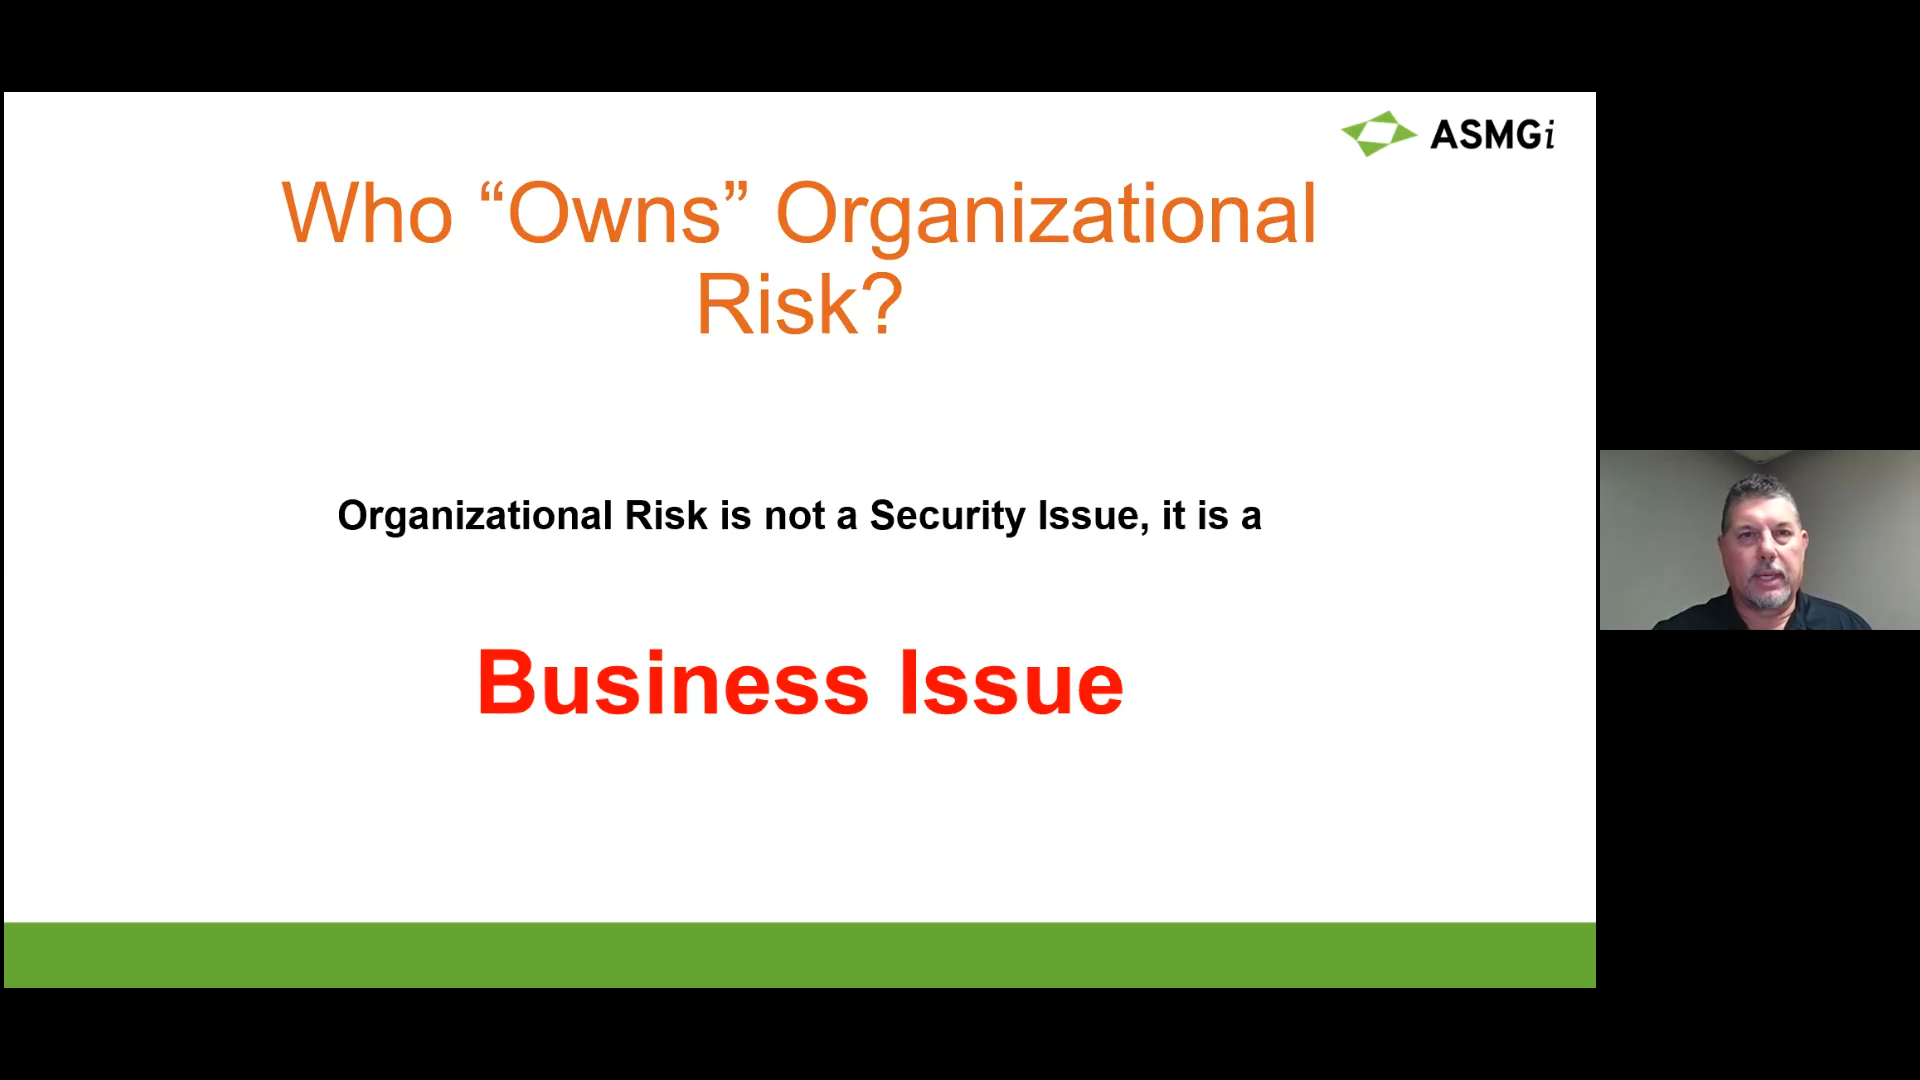 ASMGi
Who “Owns” Organizational
Risk?
Organizational Risk is not a Security Issue, it is a
Business Issue